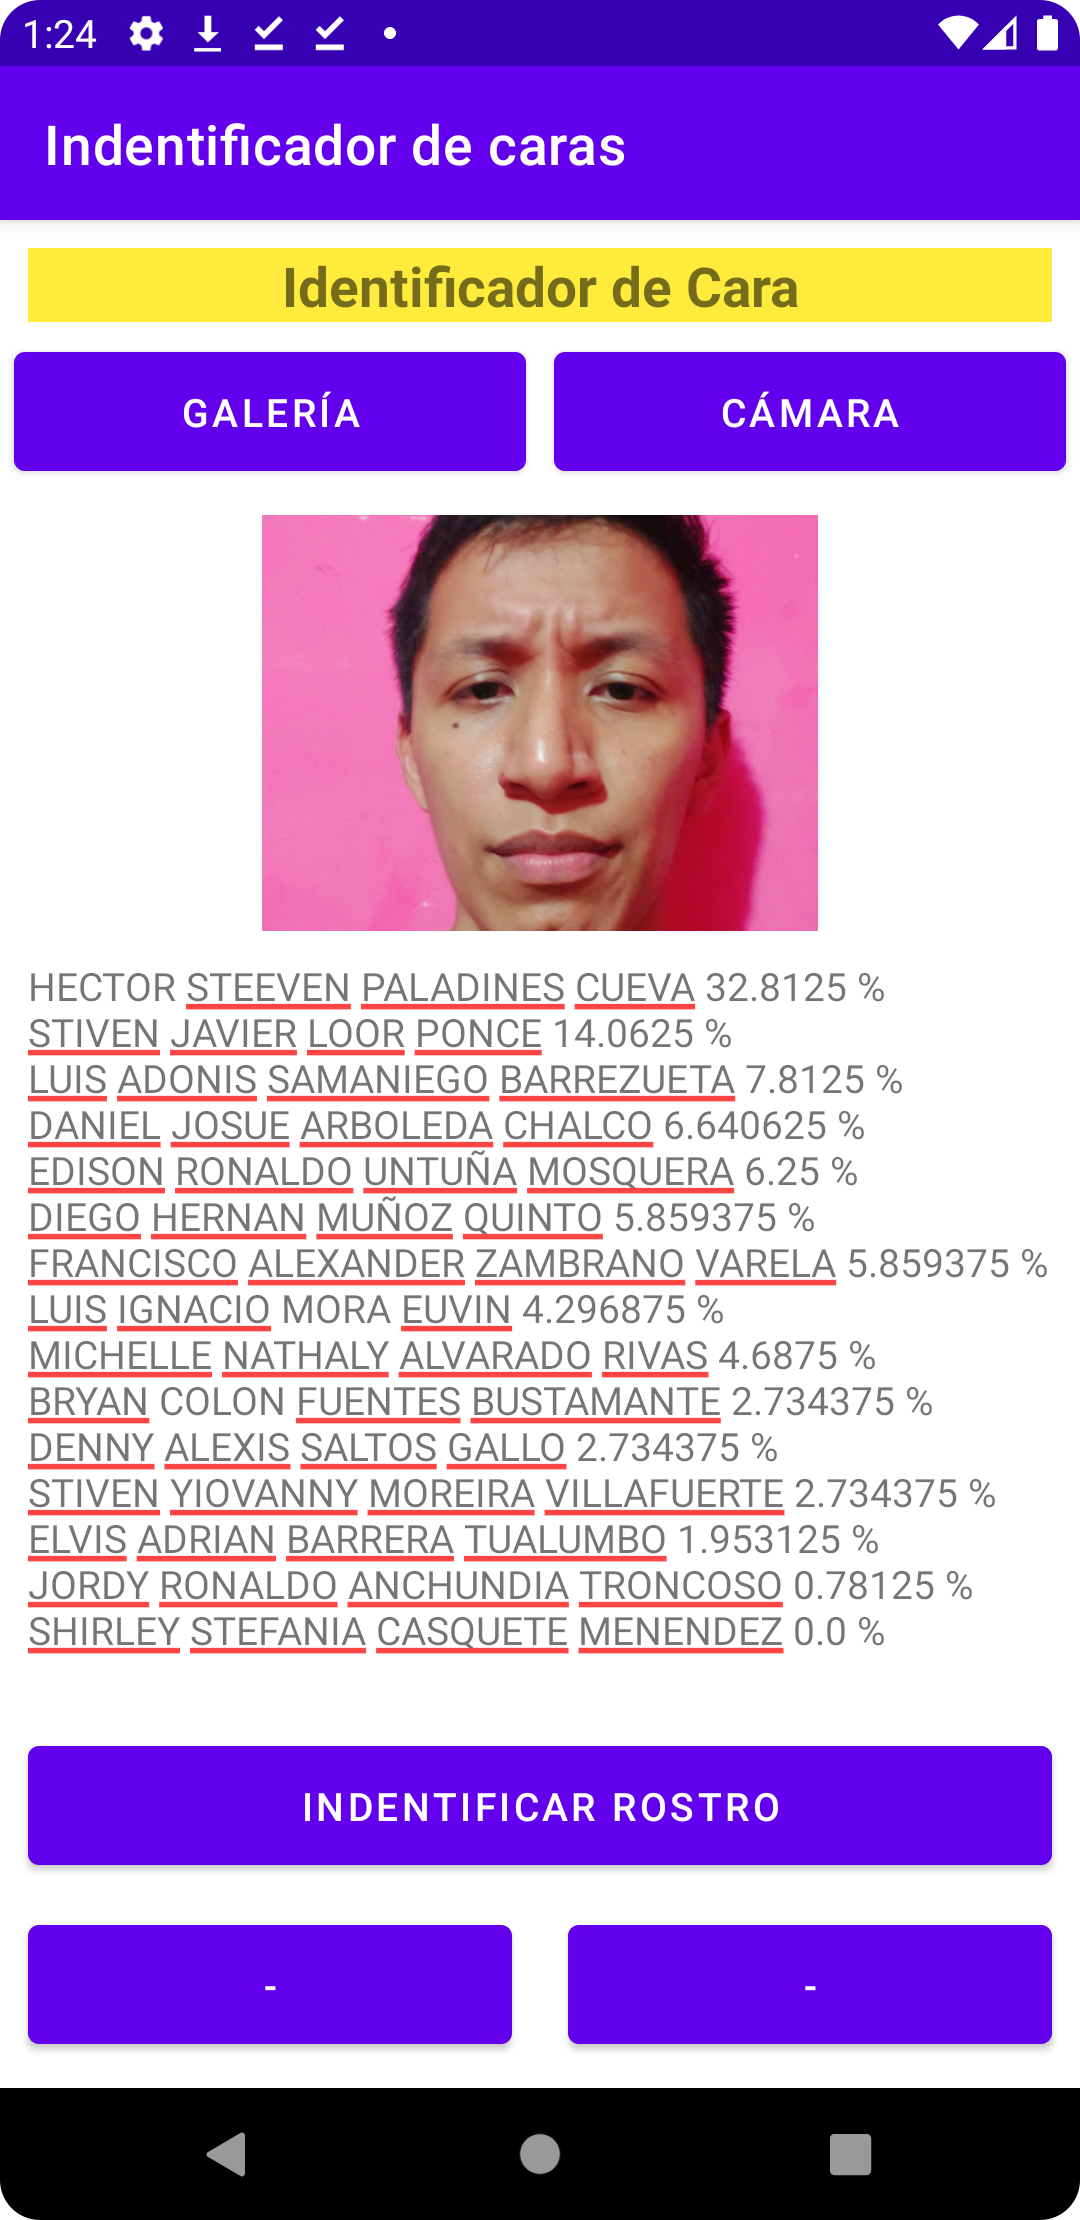 1:24
Indentificador de caras
Identificador de Cara
GALERÍA
CÁMARA
HECTOR STEEVEN PALADINES CUEVA 32.8125 %
STIVEN JAVIER LOOR PONCE 14.0625 %
LUIS ADONIS SAMANIEGO BARREZUETA 7.8125 %
DANIEL JOSUE ARBOLEDA CHALCO 6.640625 %
EDISON RONALDO UNTUÑA MOSQUERA 6.25 %
DIEGO HERNAN MUÑOZ QUINTO 5.859375 %
FRANCISCO ALEXANDER ZAMBRANO VARELA 5.859375 %
LUIS IGNACIO MORA EUVIN 4.296875 %
MICHELLE NATHALY ALVARADO RIVAS 4.6875 %
BRYAN COLON FUENTES BUSTAMANTE 2.734375 %
DENNY ALEXIS SALTOS GALLO 2.734375 %
STIVEN YIOVANNY MOREIRA VILLAFUERTE 2.734375 %
ELVIS ADRIAN BARRERA TUALUMBO 1.953125 %
JORDY RONALDO ANCHUNDIA TRONCOSO 0.78125 %
SHIRLEY STEFANIA CASQUETE MENENDEZ 0.0 %
INDENTIFICAR ROSTRO
-
-